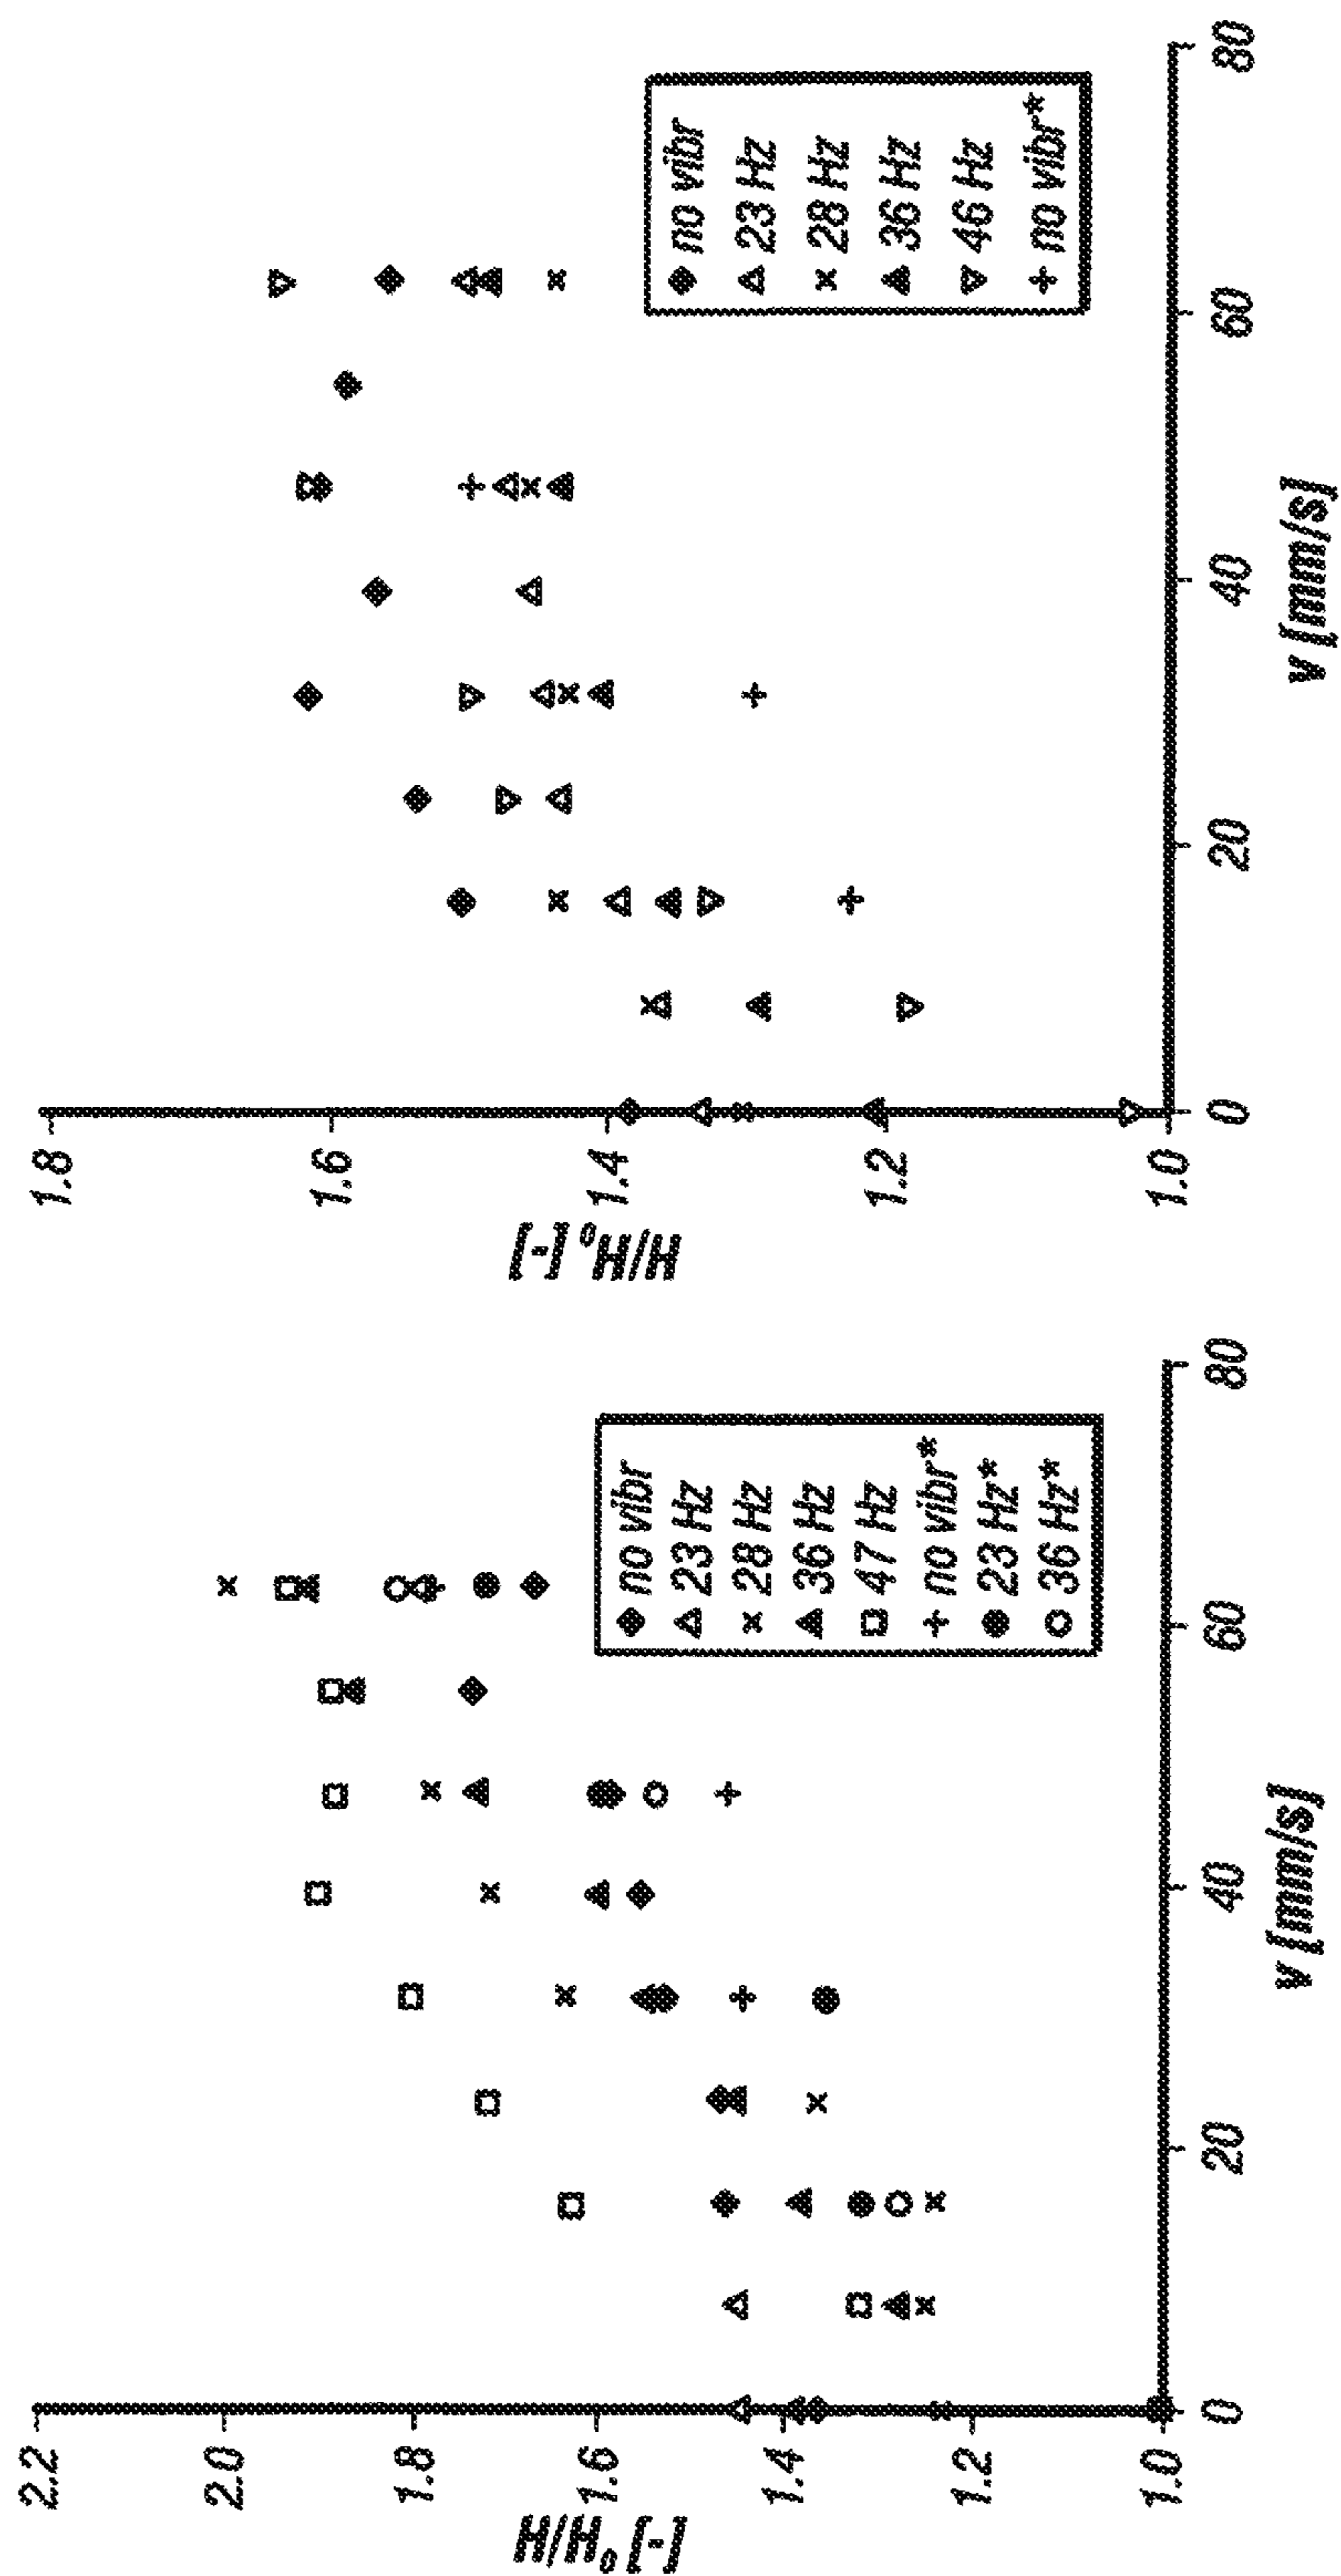 H/H₀ [-]
2.2
2.0
1.8
1.6
1.4
1.2
1.0
0
20
40
60
80
v [mm/s]
no vibr
23 Hz
28 Hz
36 Hz
47 Hz
no vibr*
23 Hz*
36 Hz*
H/H₀ [-]
1.8
1.6
1.4
1.2
1.0
0
20
40
60
80
v [mm/s]
no vibr
23 Hz
28 Hz
36 Hz
46 Hz
no vibr*